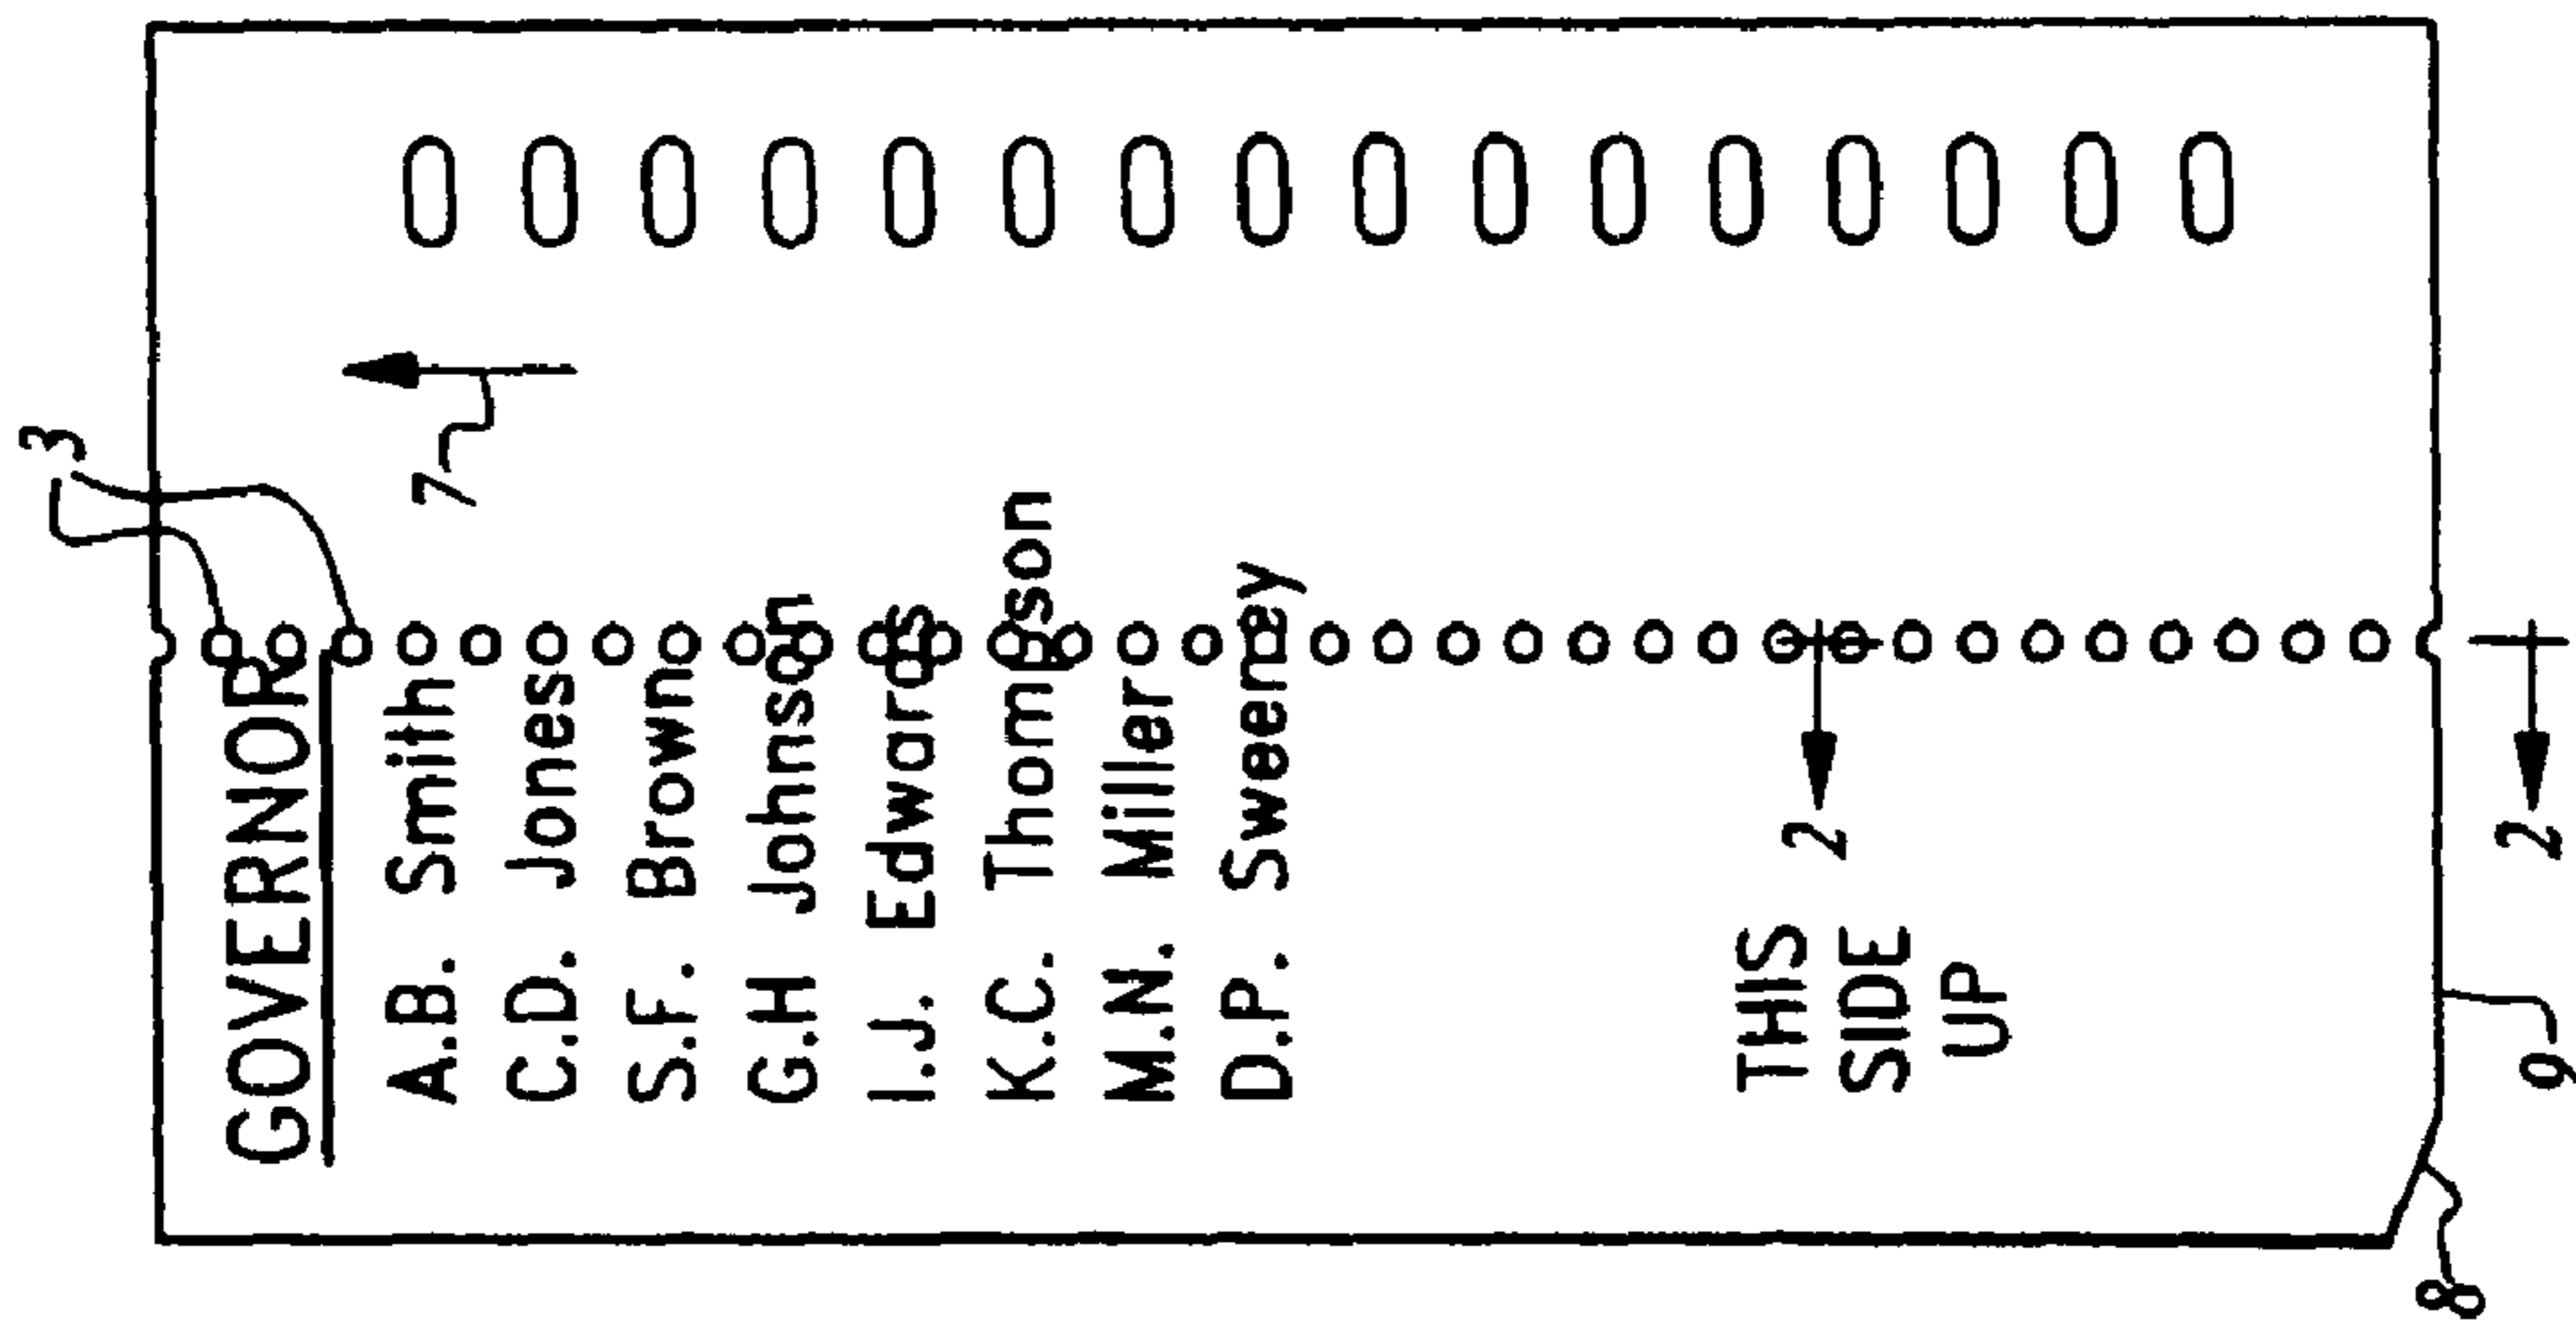 3
7
GOVERNOR
A.B. Smith
C.D. Jones
S.F. Brown
G.H Johnson
I.J. Edwards
K.C. Thompson
M.N. Miller
D.P. Sweeney
THIS
SIDE
UP
2
2
9
8